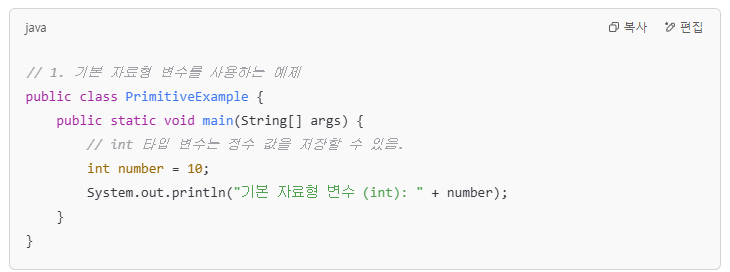 java
복사
편집
// 1. 기본 자료형 변수를 사용하는 예제
public class PrimitiveExample {
public static void main(String[] args) {
// int 타입 변수는 정수 값을 저장할 수 있음.
int number = 10;
System.out.println("기본 자료형 변수 (int): " + number);
}
}